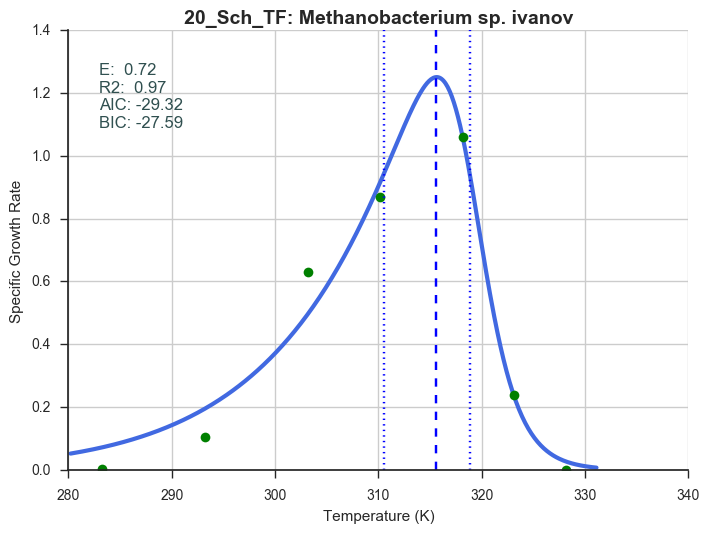 20_Sch_TF: Methanobacterium sp. ivanov
E:  0.72
R2:  0.97
AIC: -29.32
BIC: -27.59
1.4
1.2
1.0
0.8
0.6
0.4
0.2
0.0
Specific Growth Rate
280 290 300 310 320 330 340
Temperature (K)